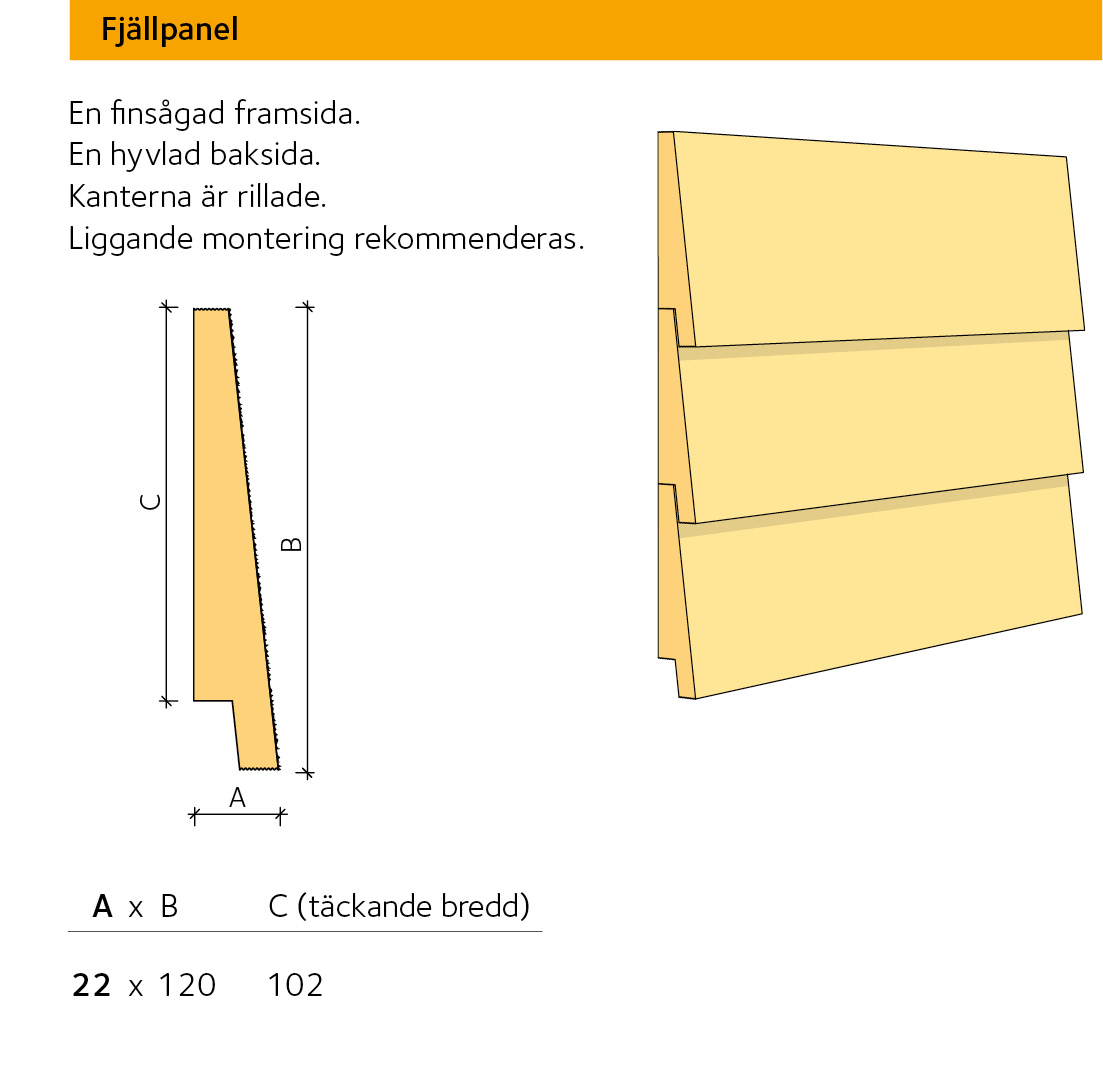 Fjällpanel
En finsågad framsida.
En hyvlad baksida.
Kanterna är rillade.
Liggande montering rekommenderas.
C
B
A
A x B C (täckande bredd)
22 x 120 102